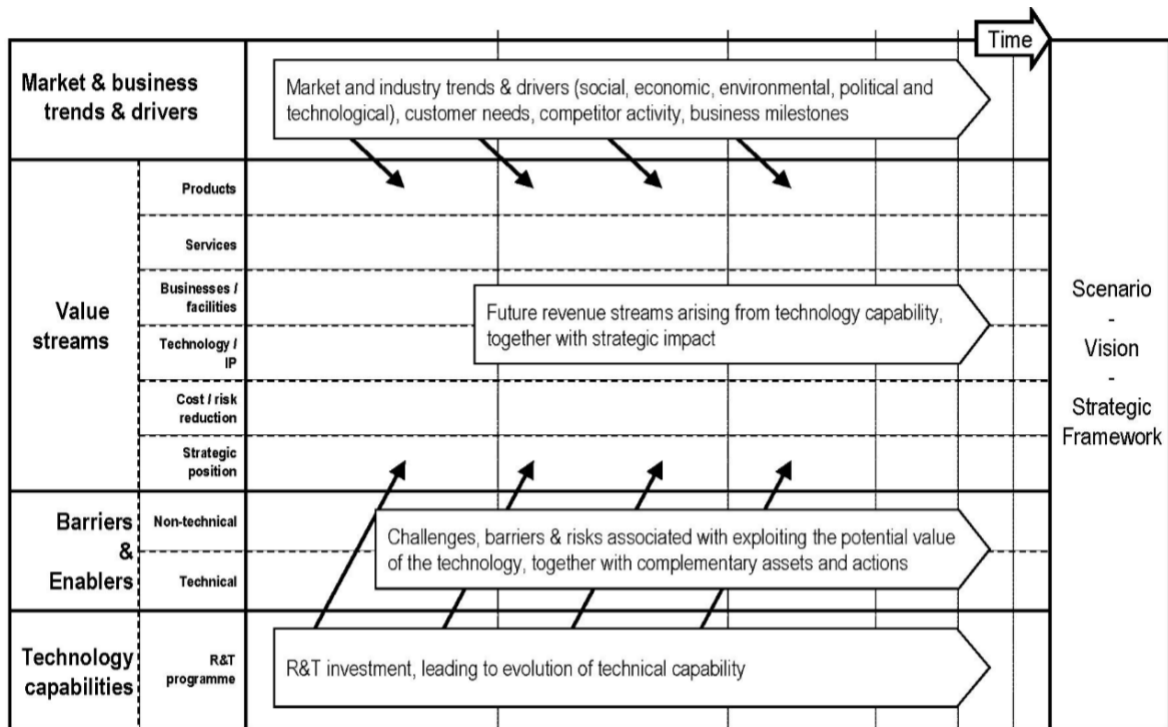 Time
Market & business
trends & drivers
Market and industry trends & drivers (social, economic, environmental, political and
technological), customer needs, competitor activity, business milestones
Value
streams
Products
Services
Businesses /
facilities
Technology /
IP
Cost / risk
reduction
Strategic
position
Future revenue streams arising from technology capability,
together with strategic impact
Scenario
-
Vision
-
Strategic
Framework
Barriers
&
Enablers
Non-technical
Technical
Challenges, barriers & risks associated with exploiting the potential value
of the technology, together with complementary assets and actions
Technology
capabilities
R&T
programme
R&T investment, leading to evolution of technical capability